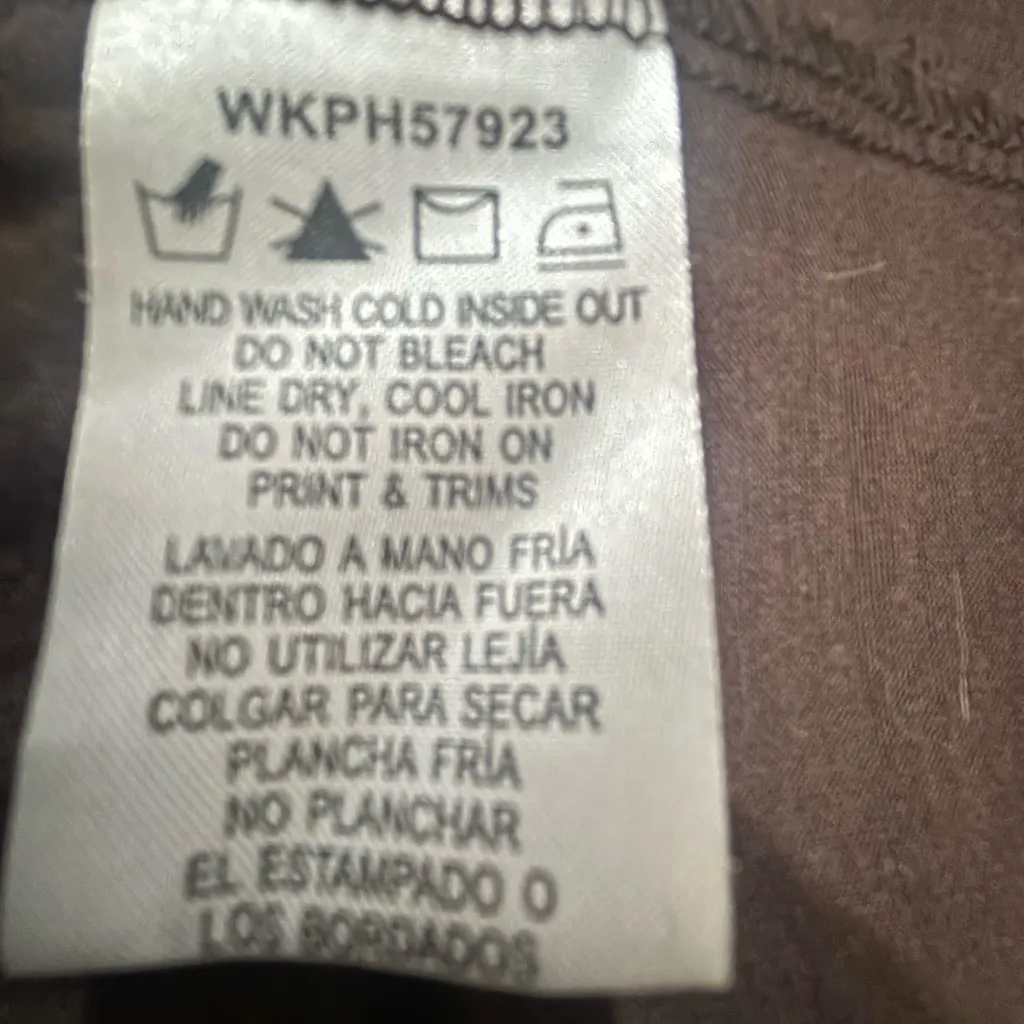 WKPH57923
HAND WASH COLD INSIDE OUT
DO NOT BLEACH
LINE DRY, COOL IRON
DO NOT IRON ON
PRINT & TRIMS
LAVADO A MANO FRÍA
DENTRO HACIA FUERA
NO UTILIZAR LEJÍA
COLGAR PARA SECAR
PLANCHA FRÍA
NO PLANCHAR
EL ESTAMPADO O
LOS BORDADOS